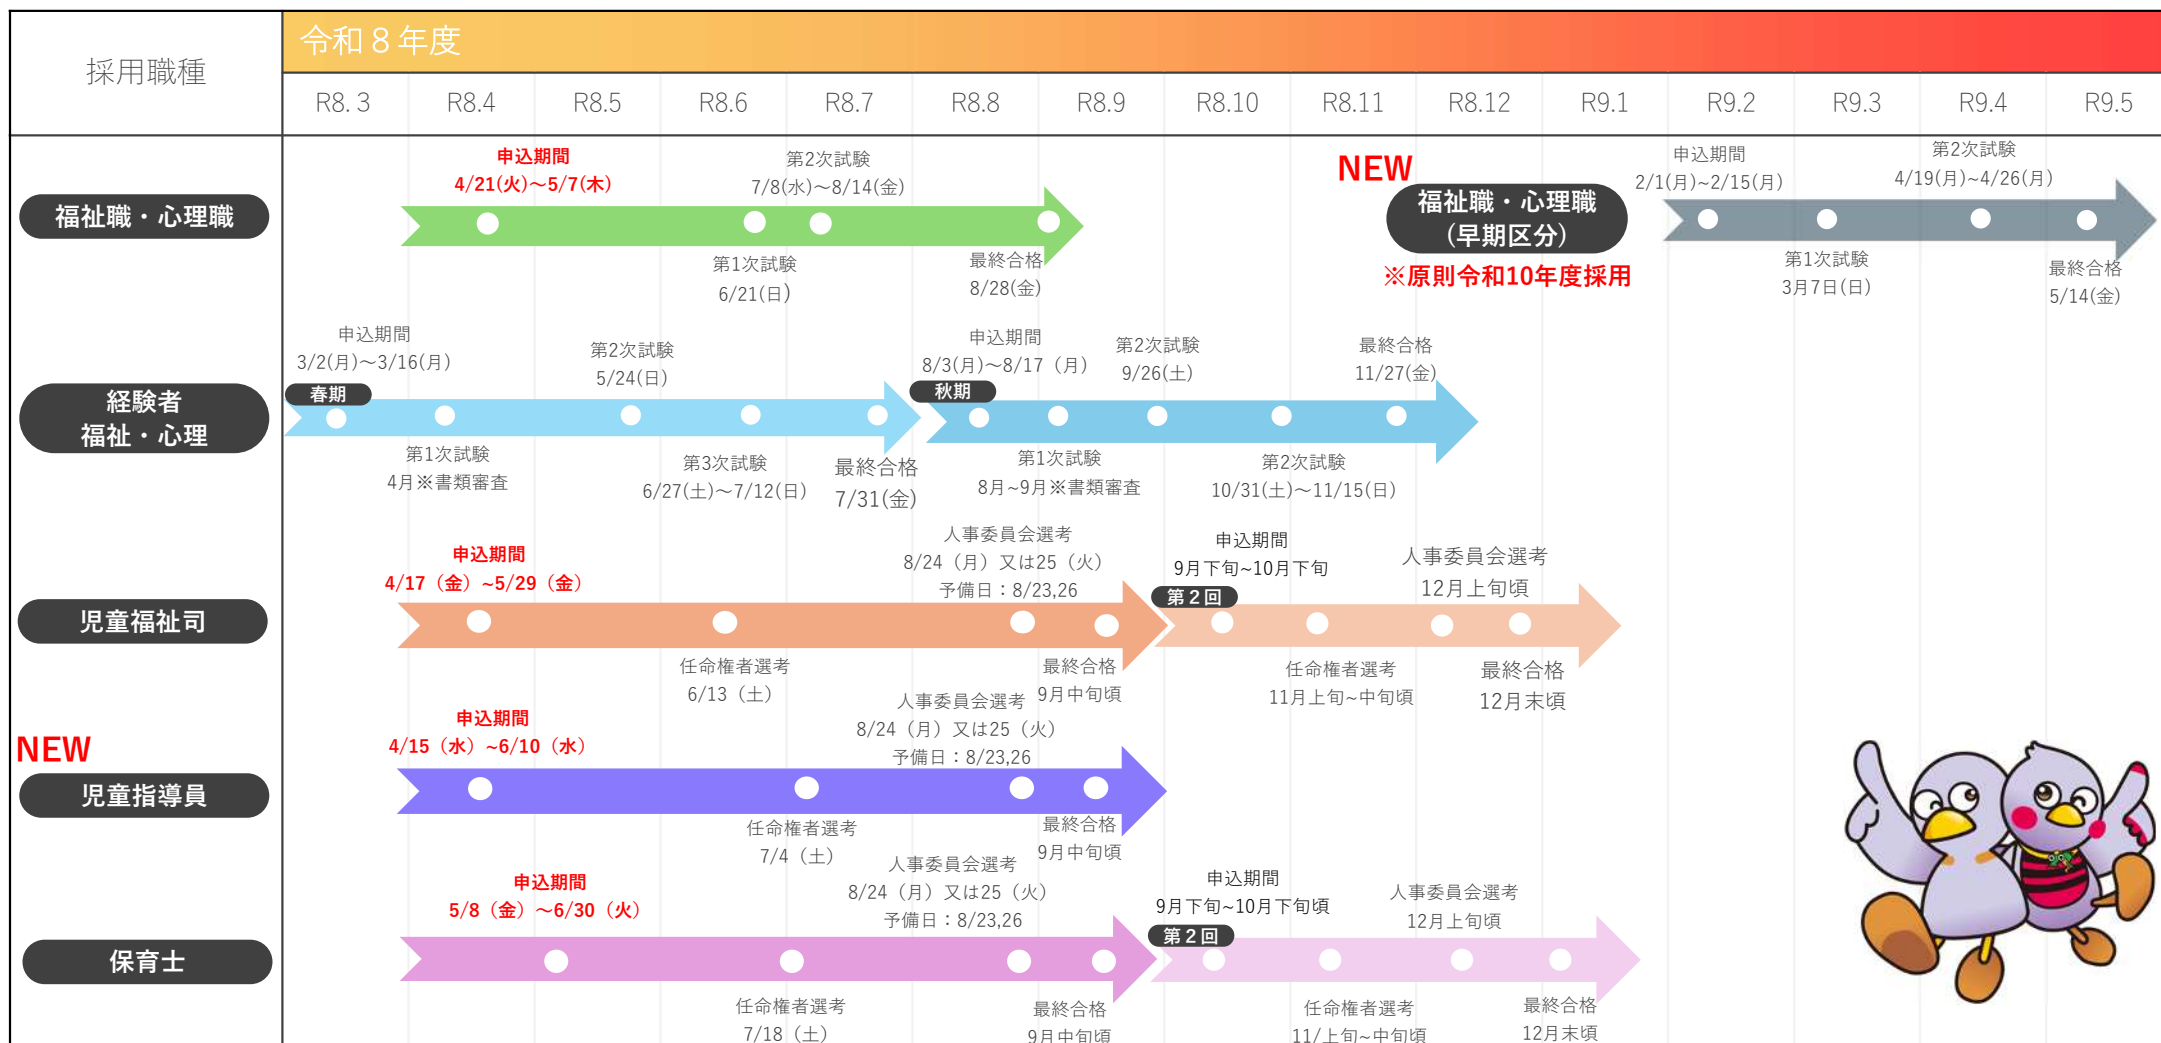 採用職種
令和８年度
R8. 3
R8.4
R8.5
R8.6
R8.7
R8.8
R8.9
R8.10
R8.11
R8.12
R9.1
R9.2
R9.3
R9.4
R9.5
福祉職・心理職
申込期間
4/21(火)～5/7(木)
第1次試験
6/21(日)
第2次試験
7/8(水)～8/14(金)
最終合格
8/28(金)
NEW
福祉職・心理職
(早期区分)
※原則令和10年度採用
申込期間
2/1(月)~2/15(月)
第1次試験
3月7日(日)
第2次試験
4/19(月)~4/26(月)
最終合格
5/14(金)
経験者
福祉・心理
申込期間
3/2(月)～3/16(月)
春期
第1次試験
4月※書類審査
第2次試験
5/24(日)
第3次試験
6/27(土)～7/12(日)
最終合格
7/31(金)
申込期間
8/3(月)～8/17（月）
秋期
第1次試験
8月~9月※書類審査
第2次試験
9/26(土)
第2次試験
10/31(土)～11/15(日)
最終合格
11/27(金)
児童福祉司
申込期間
4/17（金）~5/29（金）
任命権者選考
6/13（土）
人事委員会選考
8/24（月）又は25（火）
予備日：8/23,26
最終合格
9月中旬頃
申込期間
9月下旬~10月下旬
第２回
任命権者選考
11月上旬~中旬頃
人事委員会選考
12月上旬頃
最終合格
12月末頃
NEW
児童指導員
申込期間
4/15（水）~6/10（水）
任命権者選考
7/4（土）
人事委員会選考
8/24（月）又は25（火）
予備日：8/23,26
最終合格
9月中旬頃
保育士
申込期間
5/8（金）～6/30（火）
任命権者選考
7/18（土）
人事委員会選考
8/24（月）又は25（火）
予備日：8/23,26
最終合格
9月中旬頃
申込期間
9月下旬~10月下旬頃
第２回
任命権者選考
11/上旬~中旬頃
人事委員会選考
12月上旬頃
最終合格
12月末頃